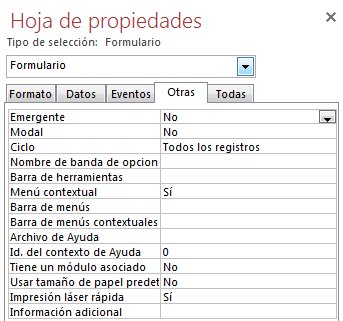 Hoja de propiedades
Tipo de selección: Formulario
Formulario
Formato Datos Eventos Otras Todas
Emergente No
Modal No
Ciclo Todos los registros
Nombre de banda de opcion
Barra de herramientas
Menú contextual Sí
Barra de menús
Barra de menús contextuales
Archivo de Ayuda
Id. del contexto de Ayuda 0
Tiene un módulo asociado No
Usar tamaño de papel predet No
Impresión láser rápida Sí
Información adicional